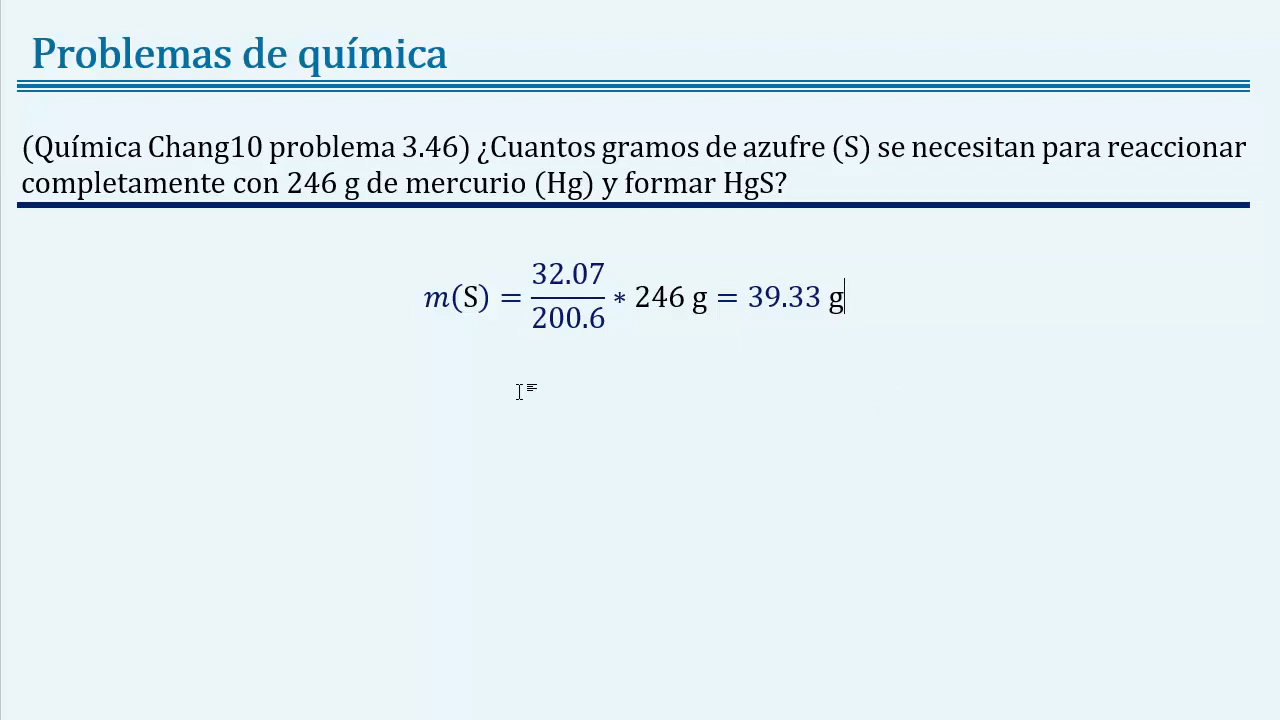 Problemas de química
(Química Chang10 problema 3.46) ¿Cuantos gramos de azufre (S) se necesitan para reaccionar
completamente con 246 g de mercurio (Hg) y formar HgS?
m(S) = 32.07/200.6 * 246 g = 39.33 g